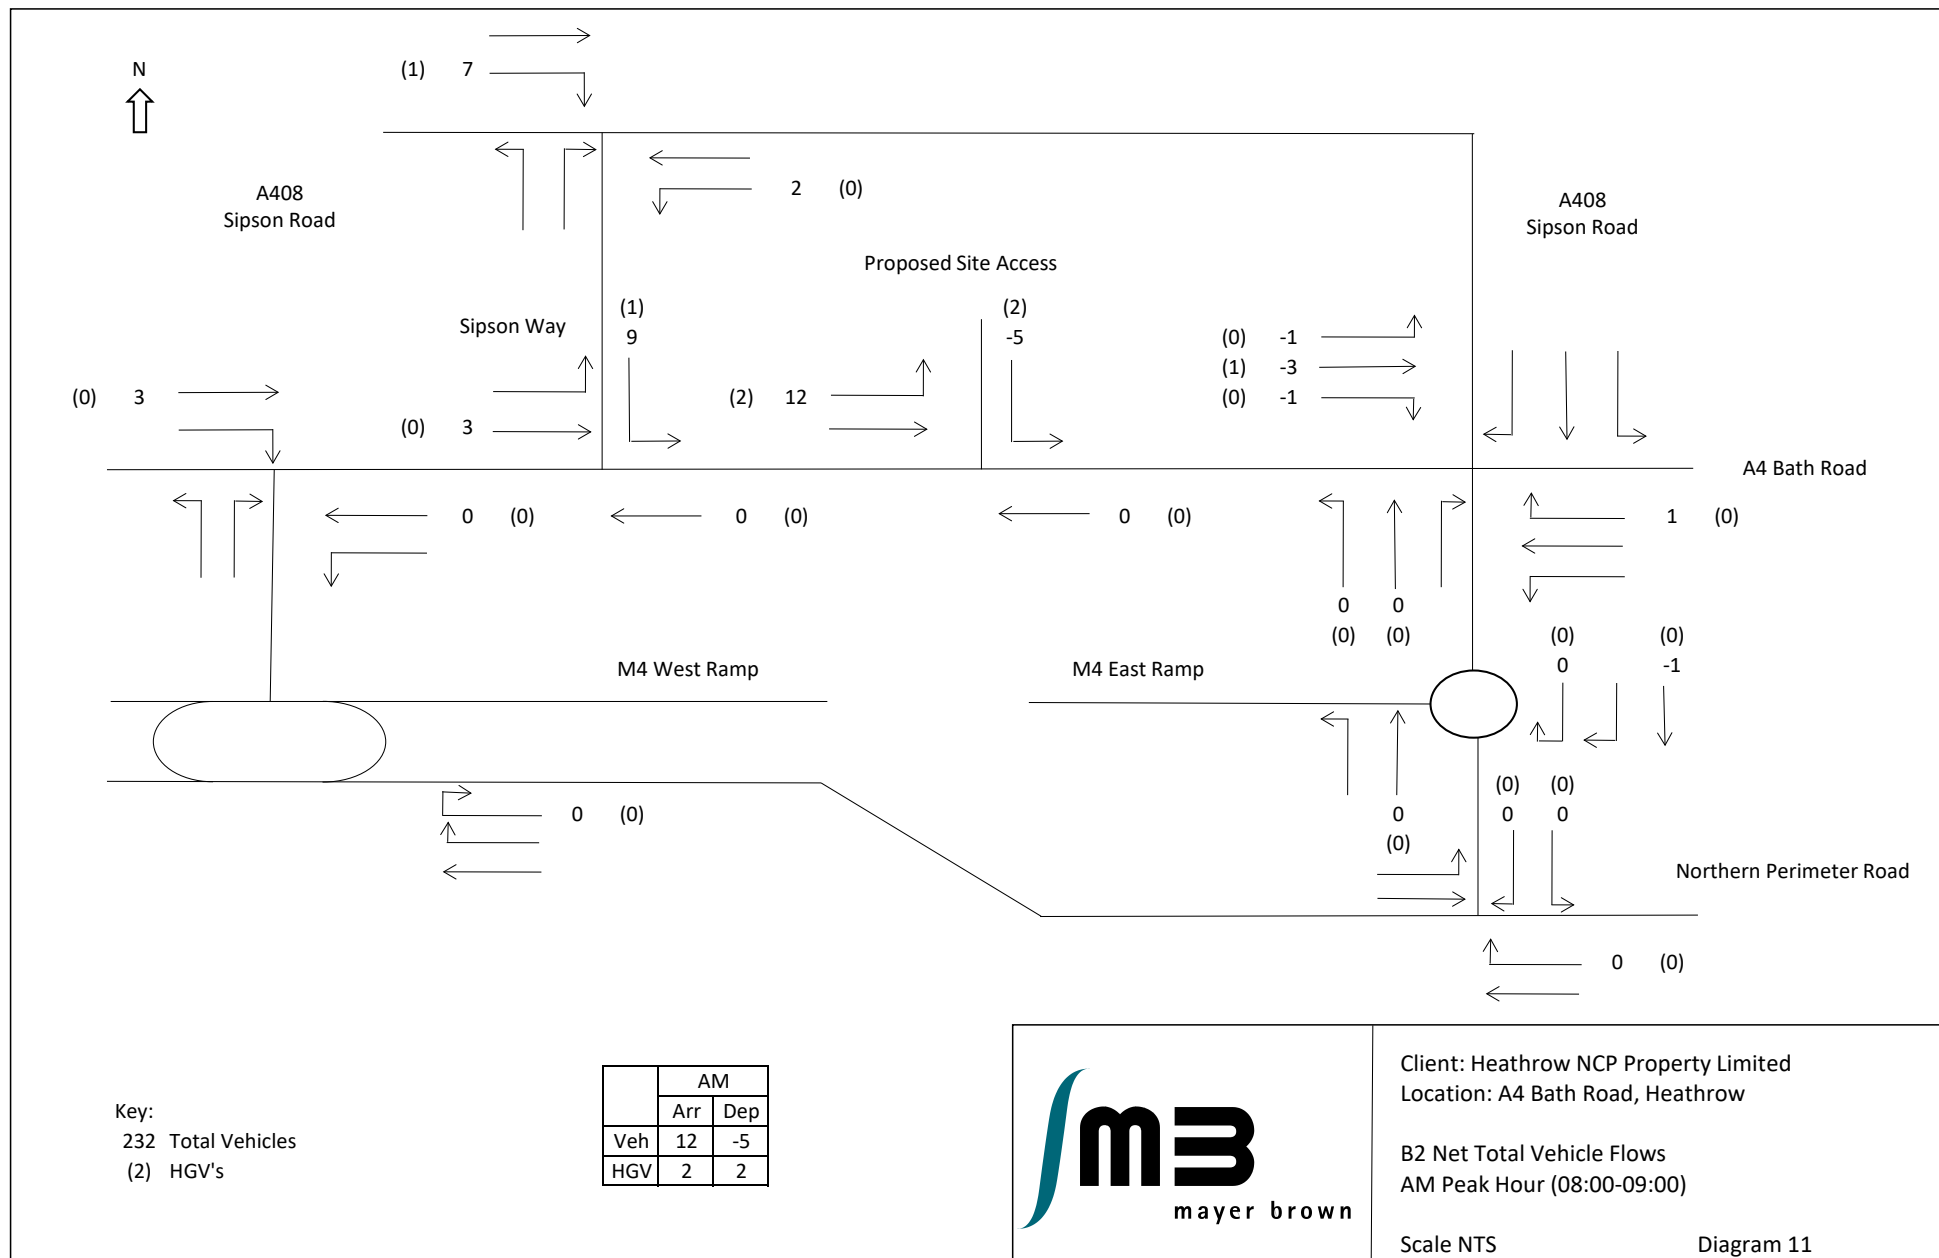 (1) 7
N
2 (0)
A408
Sipson Road
A408
Sipson Road
Proposed Site Access
(1)
9
(2)
-5
Sipson Way
(0) -1
(1) -3
(0) -1
(0) 3
(0) 3
(2) 12
A4 Bath Road
0 (0)
0 (0)
0 (0)
1 (0)
0 0
(0) (0)
(0) (0)
0 -1
M4 West Ramp
M4 East Ramp
0 (0)
0
(0)
(0) (0)
0 0
Northern Perimeter Road
0 (0)
Key:
232 Total Vehicles
(2) HGV's
AM
Arr Dep
Veh 12 -5
HGV 2 2
mB
mayer brown
Client: Heathrow NCP Property Limited
Location: A4 Bath Road, Heathrow
B2 Net Total Vehicle Flows
AM Peak Hour (08:00-09:00)
Scale NTS Diagram 11